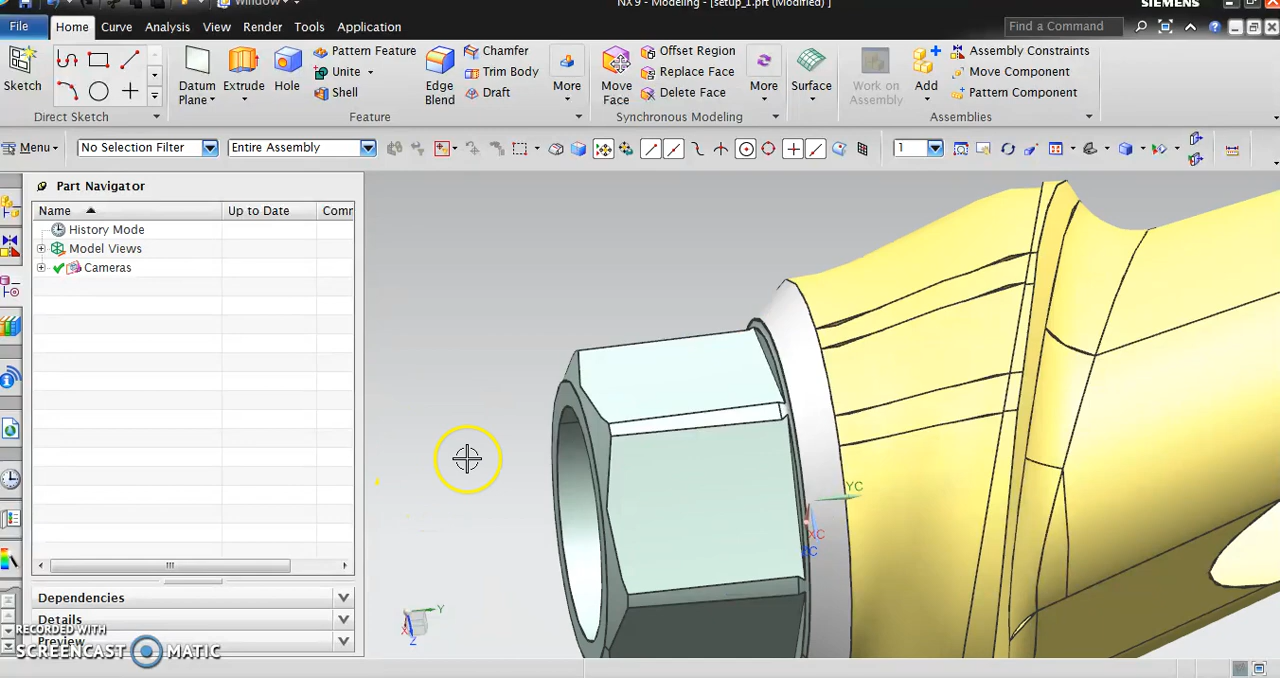 Window
NX 9 - Modeling - [setup_1.prt (Modified) ]
SIEMENS
File Home Curve Analysis View Render Tools Application Find a Command
Sketch
Direct Sketch
Datum Plane
Extrude
Hole
Pattern Feature
Unite
Shell
Edge Blend
Chamfer
Trim Body
Draft
More
Feature
Move Face
Offset Region
Replace Face
Delete Face
More
Synchronous Modeling
Surface
Work on Assembly
Add
Assembly Constraints
Move Component
Pattern Component
Assemblies
Menu No Selection Filter Entire Assembly 1
Part Navigator
Name Up to Date Comr
History Mode
Model Views
Cameras
YC
XC
ZC
Y
X
Z
Dependencies
Details
Preview
RECORDED WITH
SCREENCAST MATIC